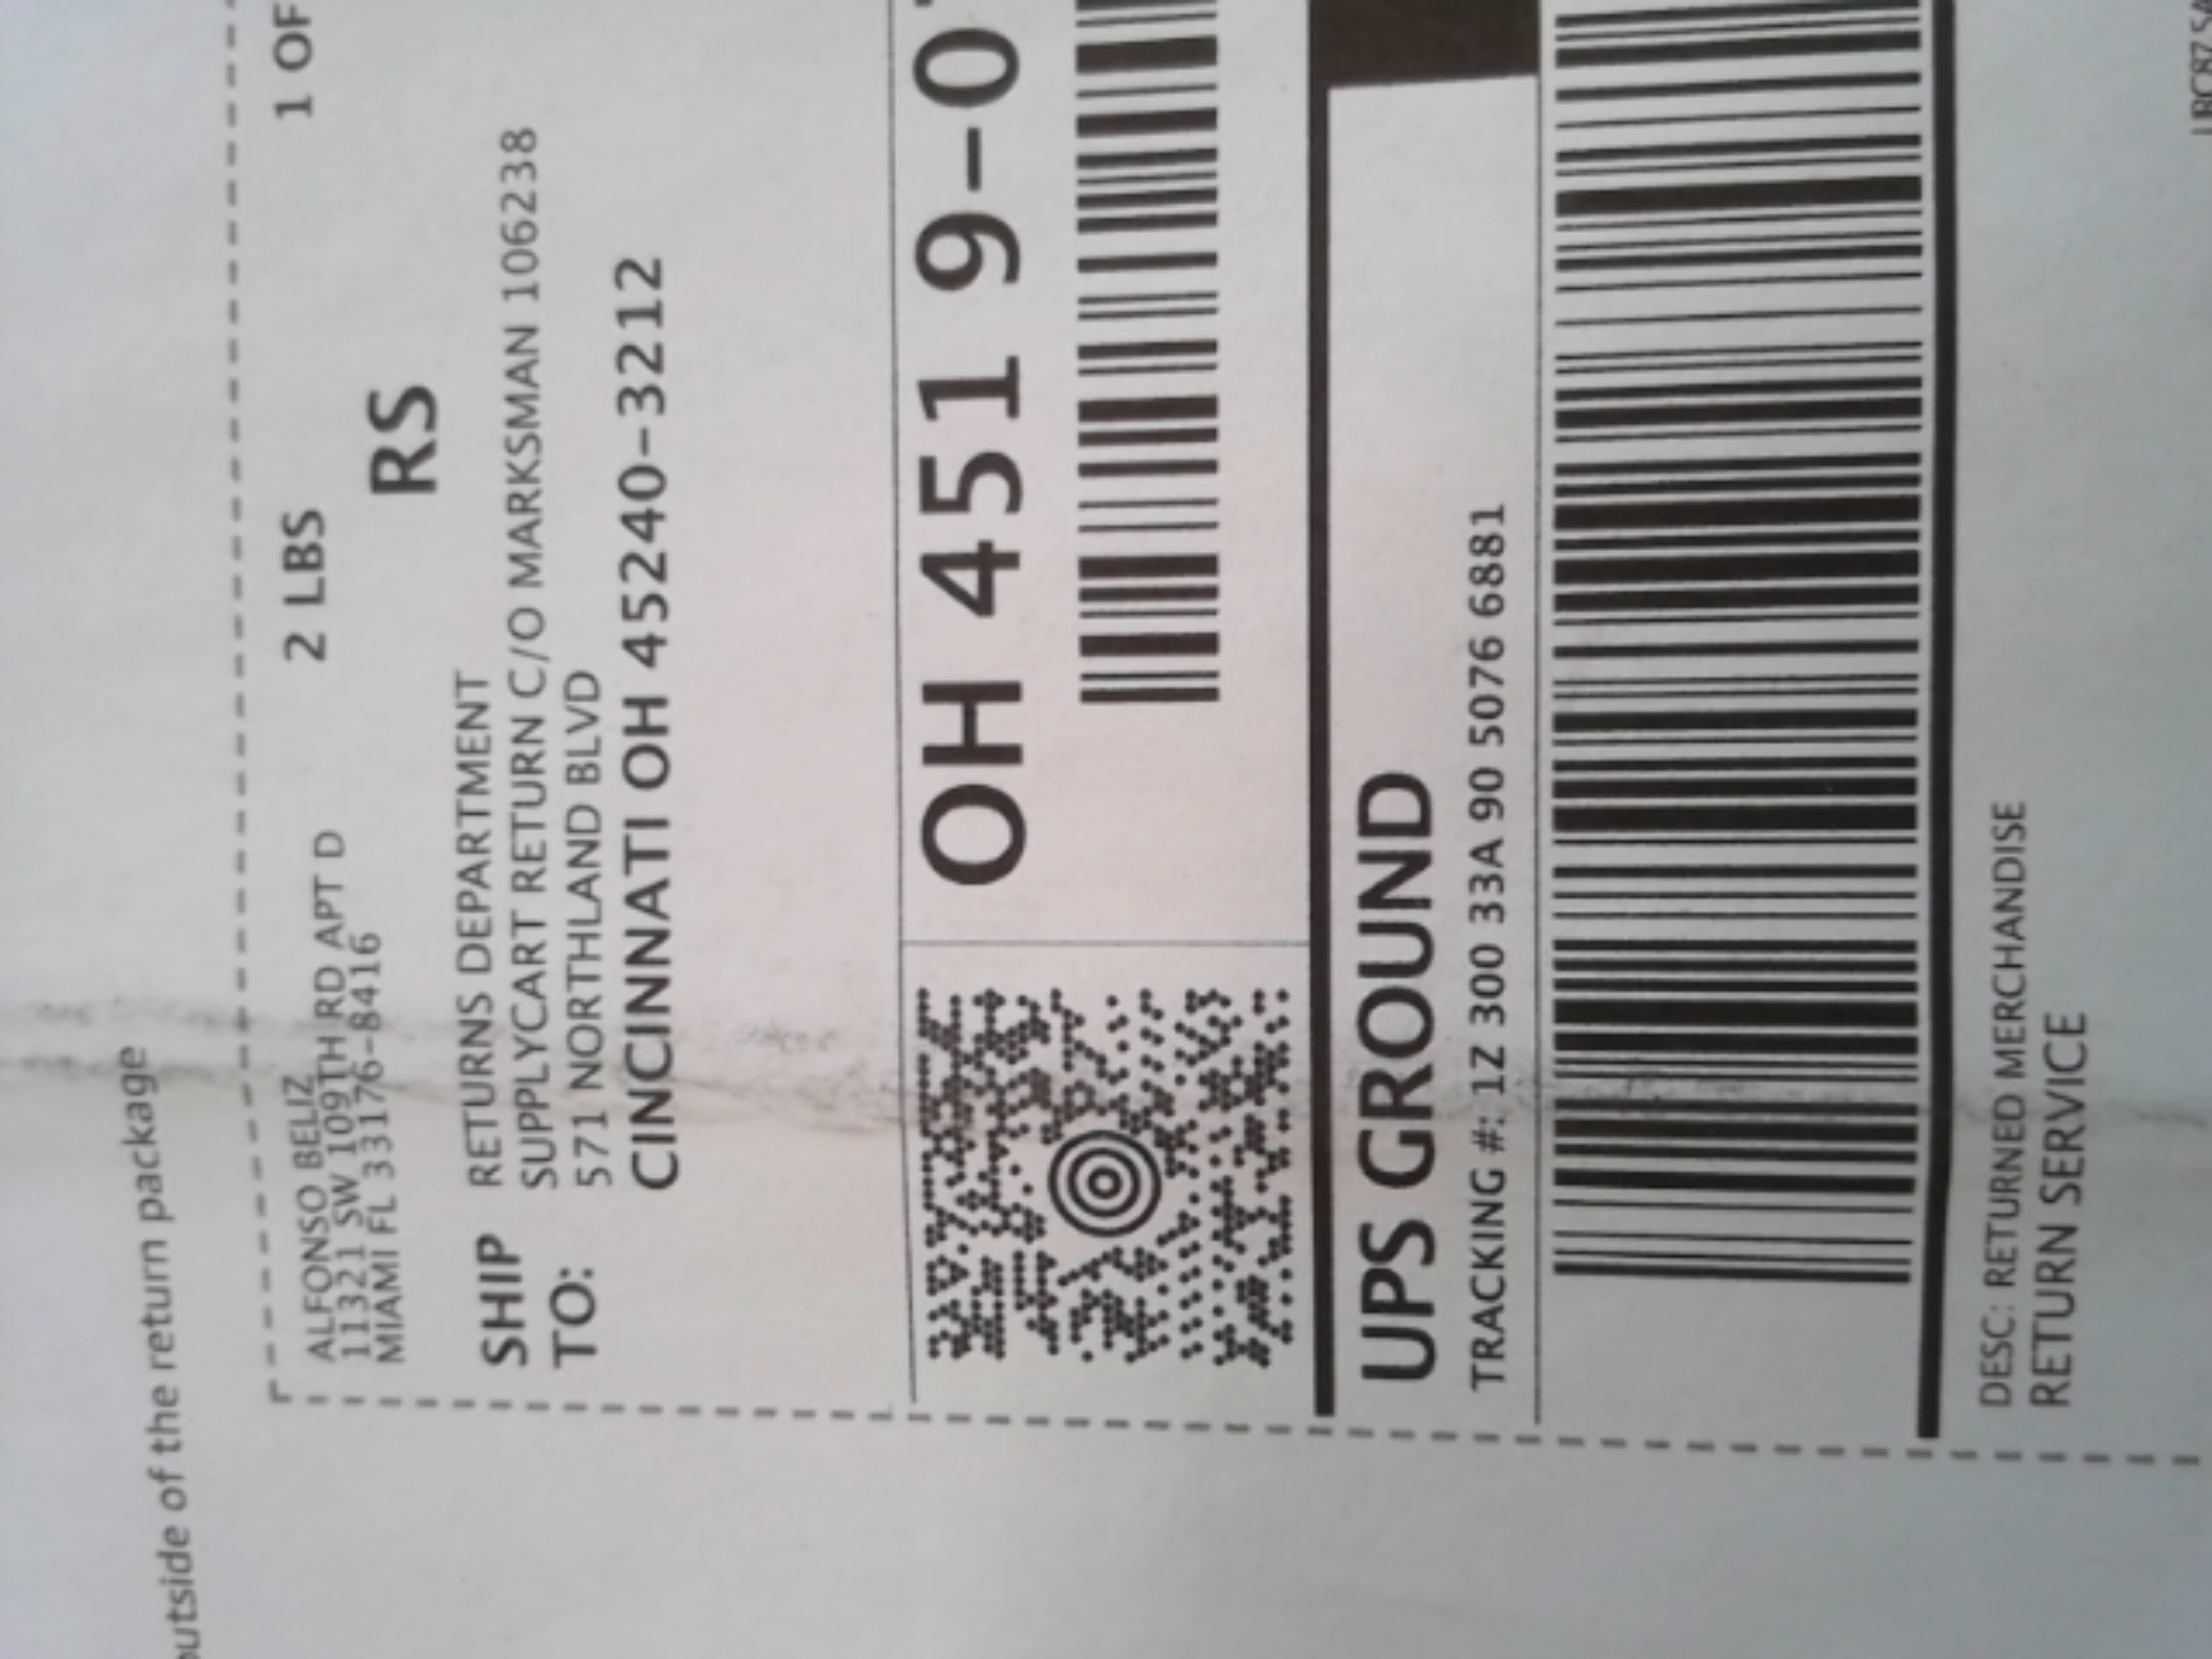 outside of the return package
ALFONSO BELIZ
11321 SW 109TH RD APT D
MIAMI FL 33176-8416
2 LBS
1 OF
RS
SHIP
TO:
RETURNS DEPARTMENT
SUPPLYCART RETURN C/O MARKSMAN 106238
571 NORTHLAND BLVD
CINCINNATI OH 45240-3212
OH 451 9-0
UPS GROUND
TRACKING #: 1Z 300 33A 90 5076 6881
DESC: RETURNED MERCHANDISE
RETURN SERVICE